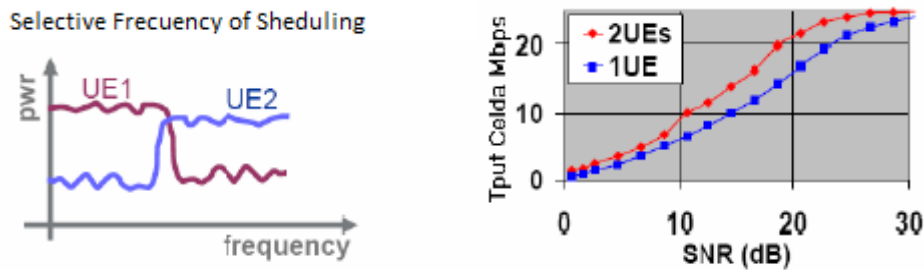 Selective Frecuency of Sheduling
pwr
UE1
UE2
frequency
Tput Celda Mbps
20
10
0
2UEs
1UE
0 10 20 30
SNR (dB)